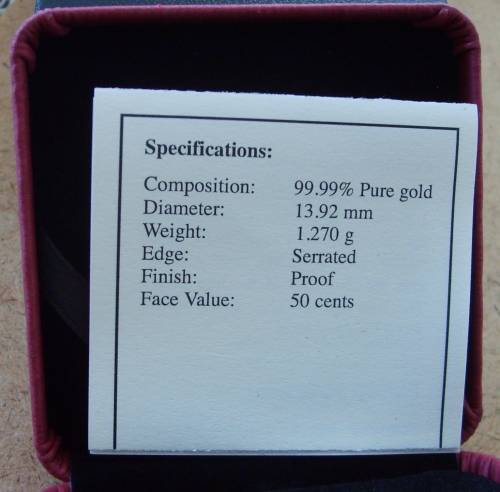 Specifications:
Composition: 99.99% Pure gold
Diameter: 13.92 mm
Weight: 1.270 g
Edge: Serrated
Finish: Proof
Face Value: 50 cents